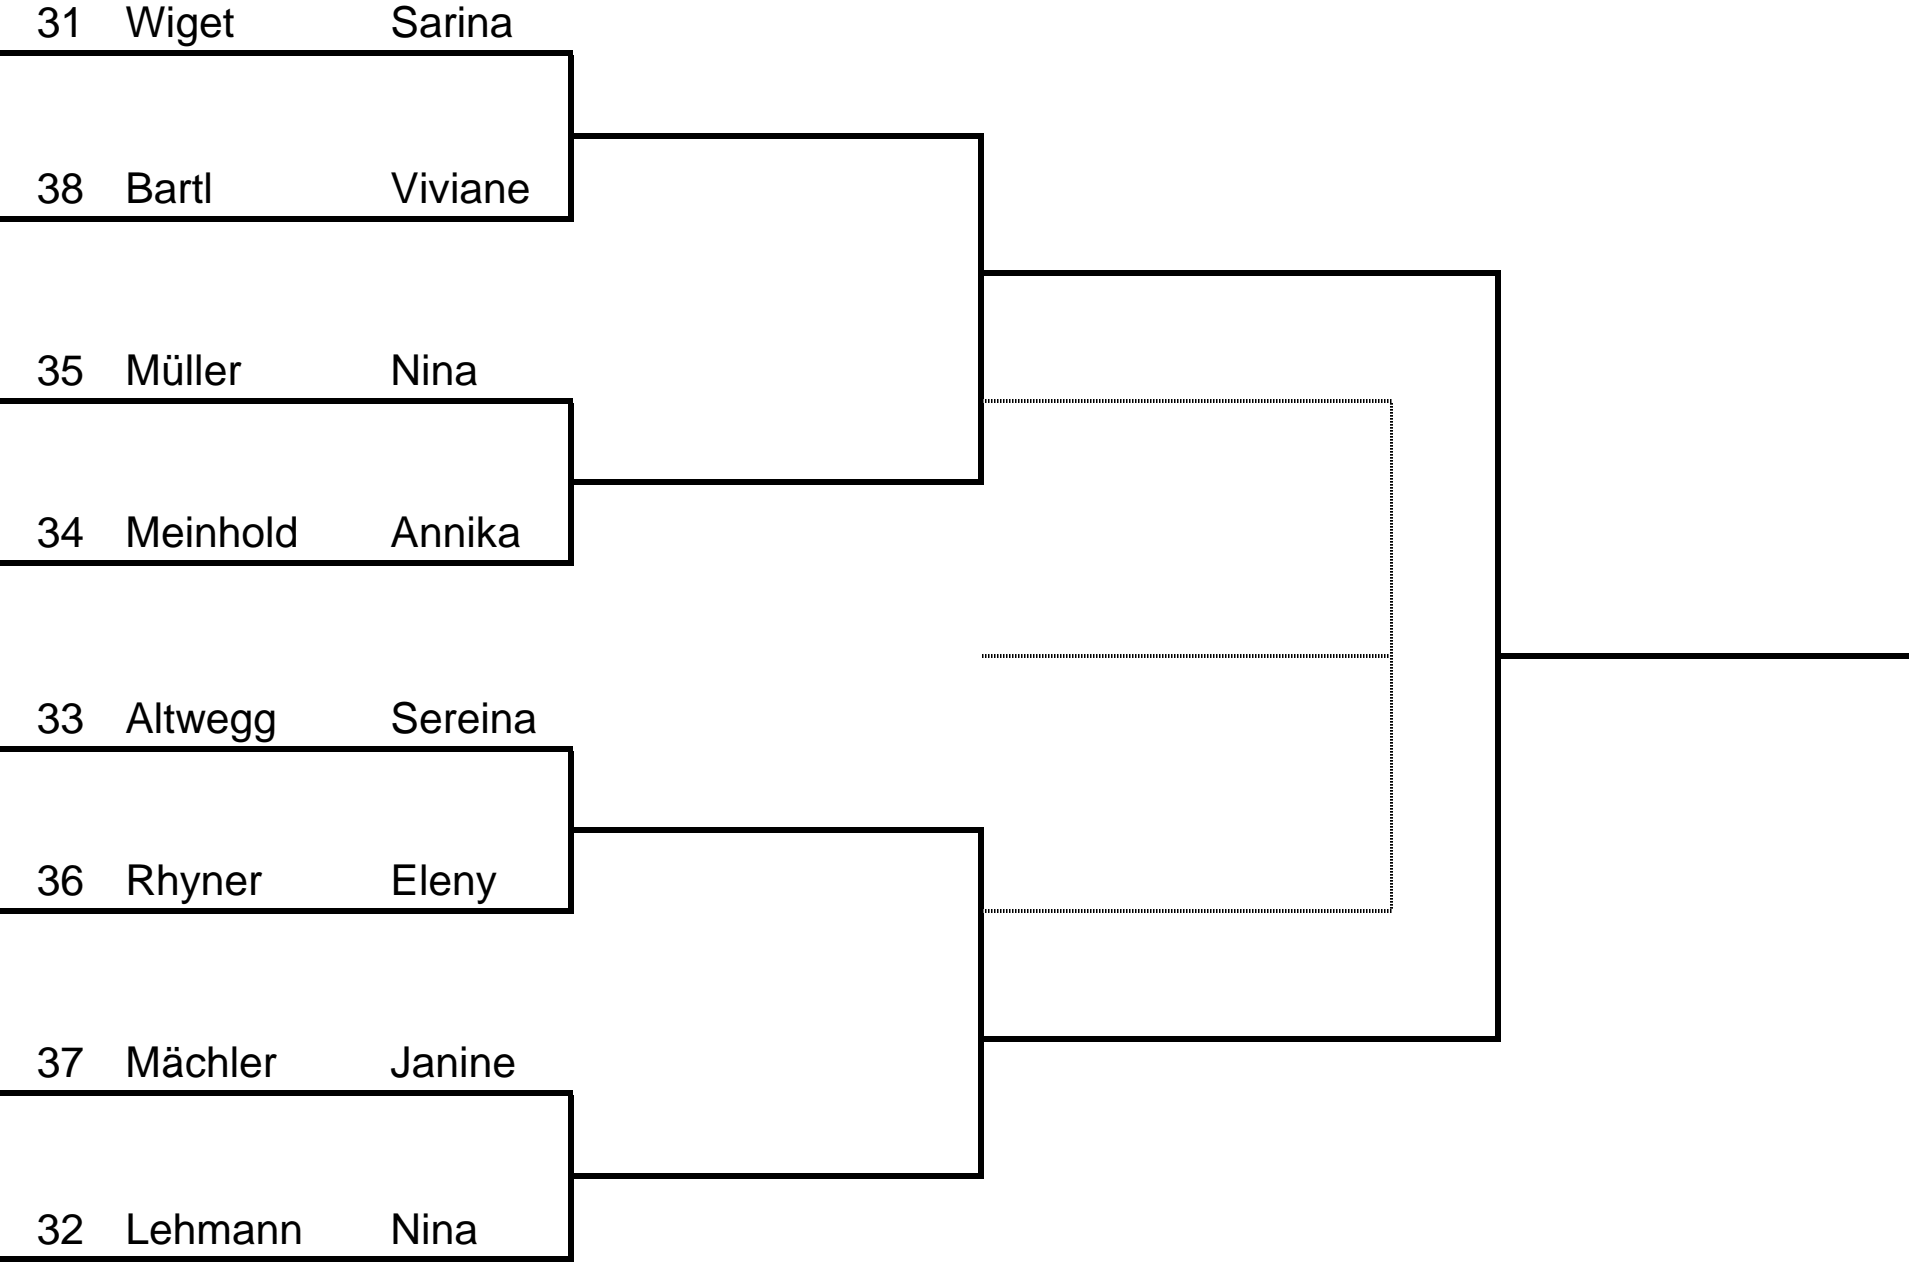 31 Wiget Sarina
38 Bartl Viviane
35 Müller Nina
34 Meinhold Annika
33 Altwegg Sereina
36 Rhyner Eleny
37 Mächler Janine
32 Lehmann Nina